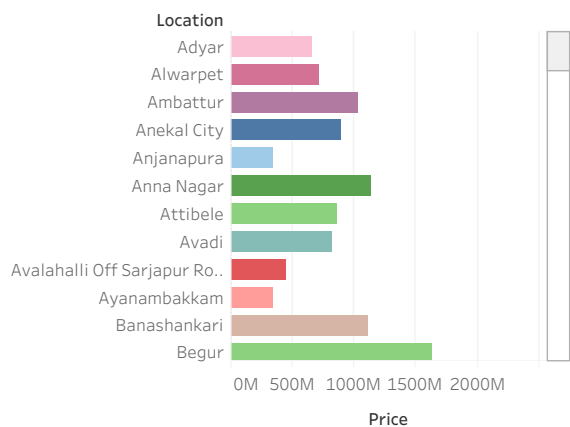 Location
Adyar
Alwarpet
Ambattur
Anekal City
Anjanapura
Anna Nagar
Attibele
Avadi
Avalahalli Off Sarjapur Ro..
Ayanambakkam
Banashankari
Begur
0M 500M 1000M 1500M 2000M
Price